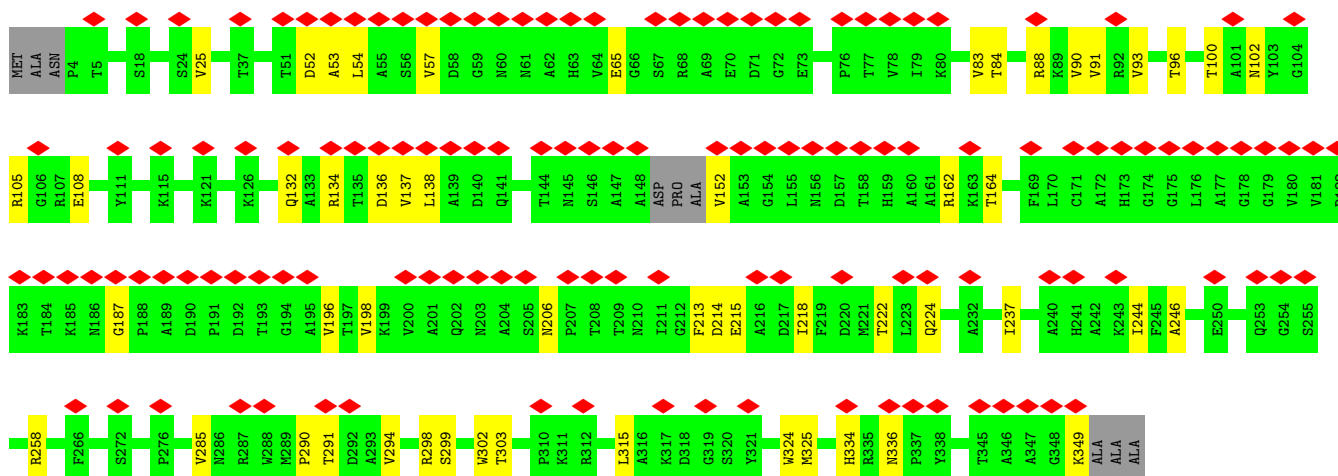 MET ALA ASN P4 T5 S18 S24 V25 T37 T51 D52 A53 L54 A55 S56 V57 D58 G59 N60 N61 A62 H63 V64 E65 G66 S67 R68 A69 E70 D71 G72 E73 P76 T77 V78 I79 K80 V83 T84 R88 K89 V90 V91 R92 V93 T96 T100 A101 N102 Y103 G104
R105 G106 R107 E108 Y111 K115 K121 K126 Q132 A133 R134 T135 D136 V137 L138 A139 D140 Q141 T144 N145 S146 A147 A148 ASP PRO ALA V152 A153 G154 L155 N156 D157 T158 H159 A160 A161 R162 K163 T164 F169 L170 C171 A172 H173 G174 G175 L176 A177 G178 G179 V180 V181
K183 T184 K185 N186 G187 P188 A189 D190 P191 D192 T193 G194 A195 V196 T197 V198 K199 V200 A201 Q202 N203 A204 S205 N206 P207 T208 T209 N210 I211 G212 F213 D214 E215 A216 D217 I218 F219 D220 M221 T222 L223 Q224 A232 I237 A240 H241 A242 K243 I244 F245 A246 E250 Q253 G254 S255
R258 F266 S272 P276 V285 N286 R287 W288 M289 P290 T291 D292 A293 V294 R298 S299 W302 T303 P310 K311 R312 L315 A316 K317 D318 G319 S320 Y321 W324 M325 H334 R335 N336 P337 Y338 T345 A346 A347 G348 K349 ALA ALA ALA